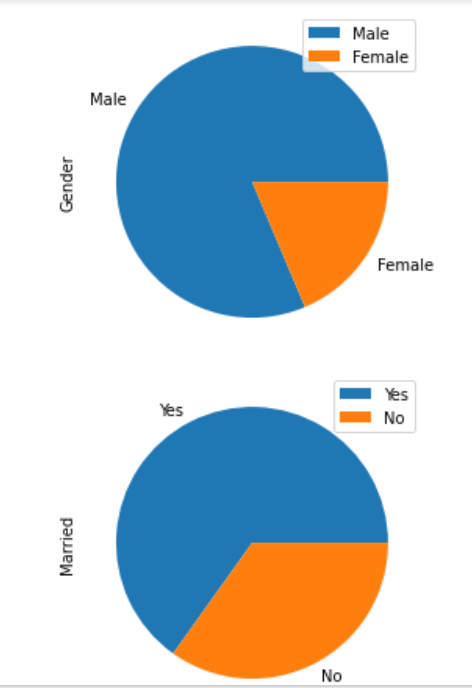 Male
Female
Male
Gender
Female
Yes
No
Yes
Married
No